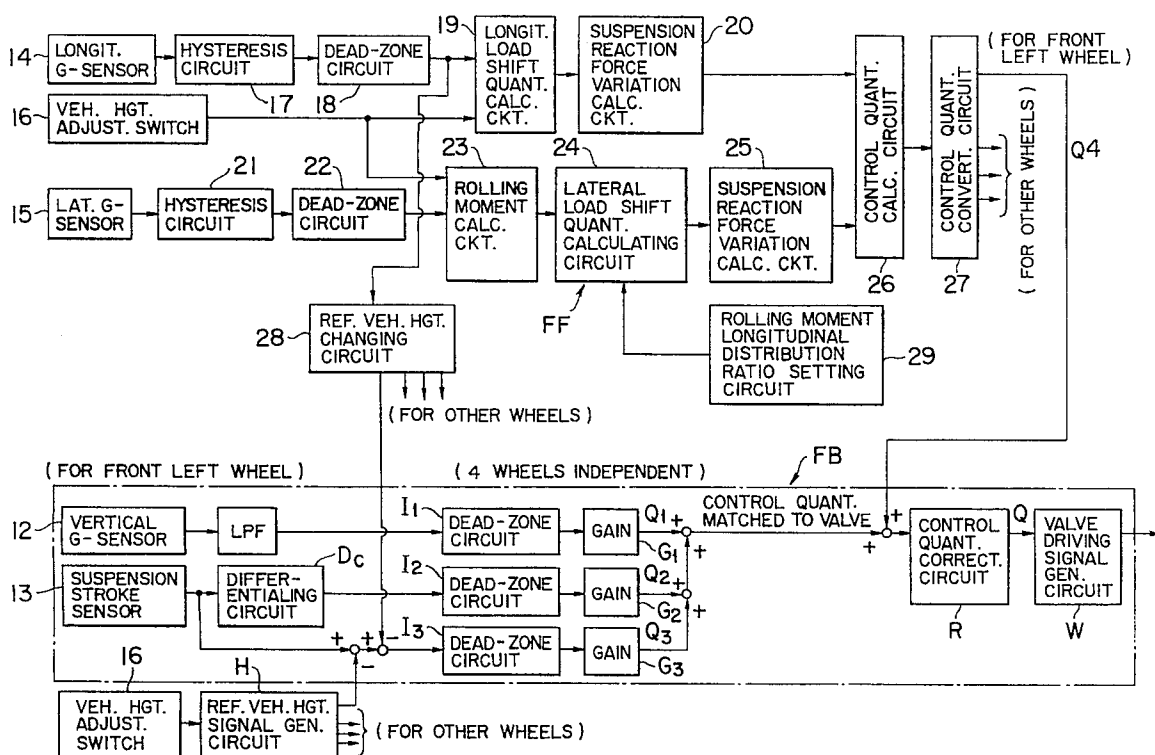 14
LONGIT.
G-SENSOR
HYSTERESIS
CIRCUIT
17
DEAD-ZONE
CIRCUIT
18
19
LONGIT.
LOAD
SHIFT
QUANT.
CALC.
CKT.
20
SUSPENSION
REACTION
FORCE
VARIATION
CALC.
CKT.
(FOR FRONT
LEFT WHEEL)
16
VEH. HGT.
ADJUST. SWITCH
15
LAT. G-
SENSOR
21
HYSTERESIS
CIRCUIT
22
DEAD-ZONE
CIRCUIT
23
ROLLING
MOMENT
CALC.
CKT.
24
LATERAL
LOAD SHIFT
QUANT.
CALCULATING
CIRCUIT
FF
25
SUSPENSION
REACTION
FORCE
VARIATION
CALC. CKT.
CONTROL QUANT.
CALC. CIRCUIT
26
CONTROL QUANT.
CONVERT. CIRCUIT
27
(FOR OTHER WHEELS)
Q4
28
REF. VEH. HGT.
CHANGING
CIRCUIT
(FOR OTHER WHEELS)
ROLLING MOMENT
LONGITUDINAL
DISTRIBUTION
RATIO SETTING
CIRCUIT
29
(FOR FRONT LEFT WHEEL)
(4 WHEELS INDEPENDENT)
FB
12
VERTICAL
G-SENSOR
LPF
I1
DEAD-ZONE
CIRCUIT
GAIN
G1
Q1
+
+
CONTROL QUANT.
MATCHED TO VALVE
+
+
CONTROL
QUANT.
CORRECT.
CIRCUIT
R
Q
VALVE
DRIVING
SIGNAL
GEN.
CIRCUIT
W
13
SUSPENSION
STROKE
SENSOR
DIFFER-
ENTIALING
CIRCUIT
Dc
I2
DEAD-ZONE
CIRCUIT
GAIN
G2
Q2
+
+
+
-
+
-
I3
DEAD-ZONE
CIRCUIT
GAIN
G3
Q3
16
VEH. HGT.
ADJUST.
SWITCH
H
REF. VEH. HGT.
SIGNAL GEN.
CIRCUIT
(FOR OTHER WHEELS)